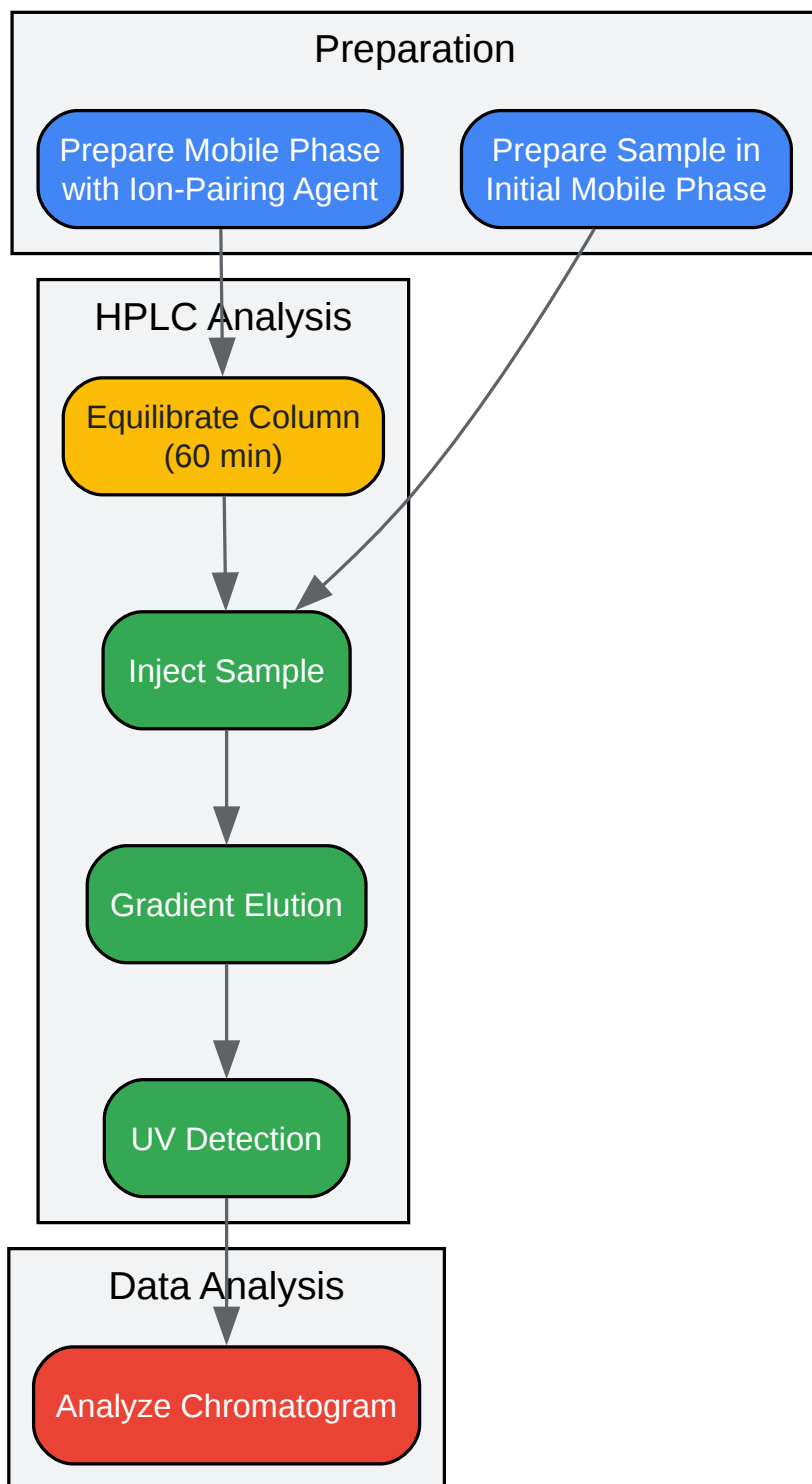 Preparation
Prepare Mobile Phase
with Ion-Pairing Agent
Prepare Sample in
Initial Mobile Phase
HPLC Analysis
Equilibrate Column
(60 min)
Inject Sample
Gradient Elution
UV Detection
Data Analysis
Analyze Chromatogram